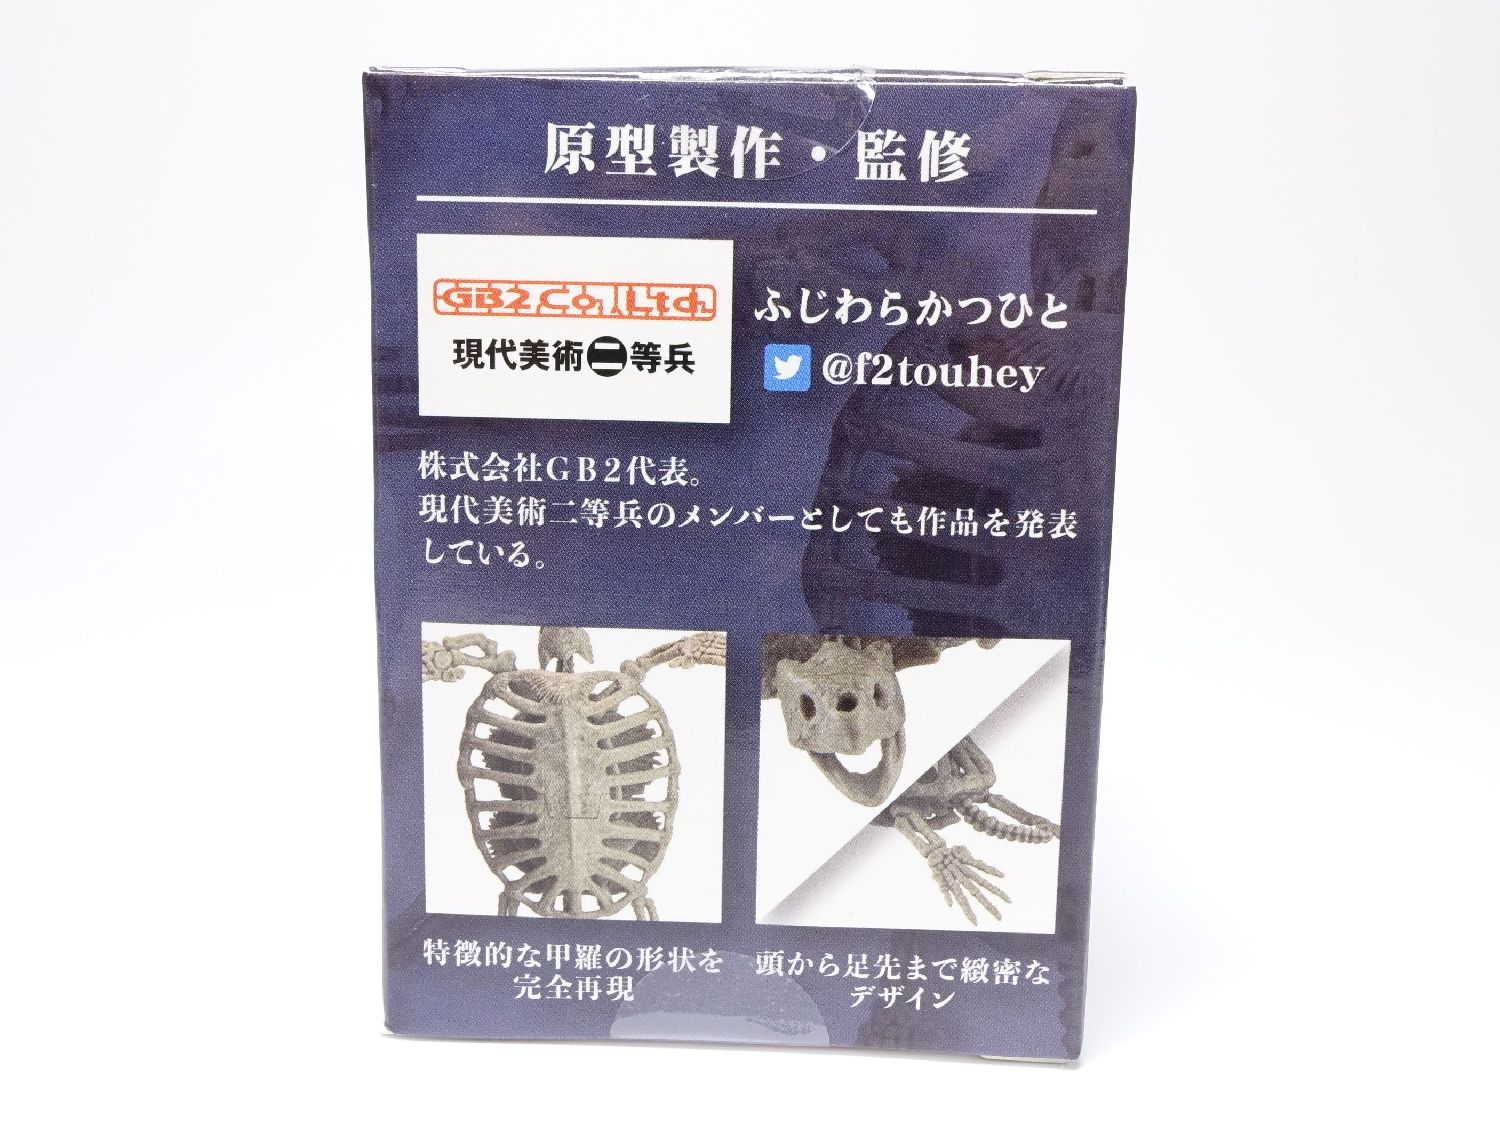 原型製作・監修
GB2 Co., Ltd.
現代美術二等兵
ふじわらかつひと
@f2touhey
株式会社GB2代表。
現代美術二等兵のメンバーとしても作品を発表
している。
特徴的な甲羅の形状を
完全再現
頭から足先まで緻密な
デザイン